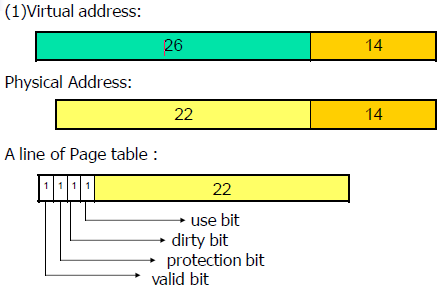 (1)Virtual address:
26 14
Physical Address:
22 14
A line of Page table :
1 1 1 1 22
use bit
dirty bit
protection bit
valid bit